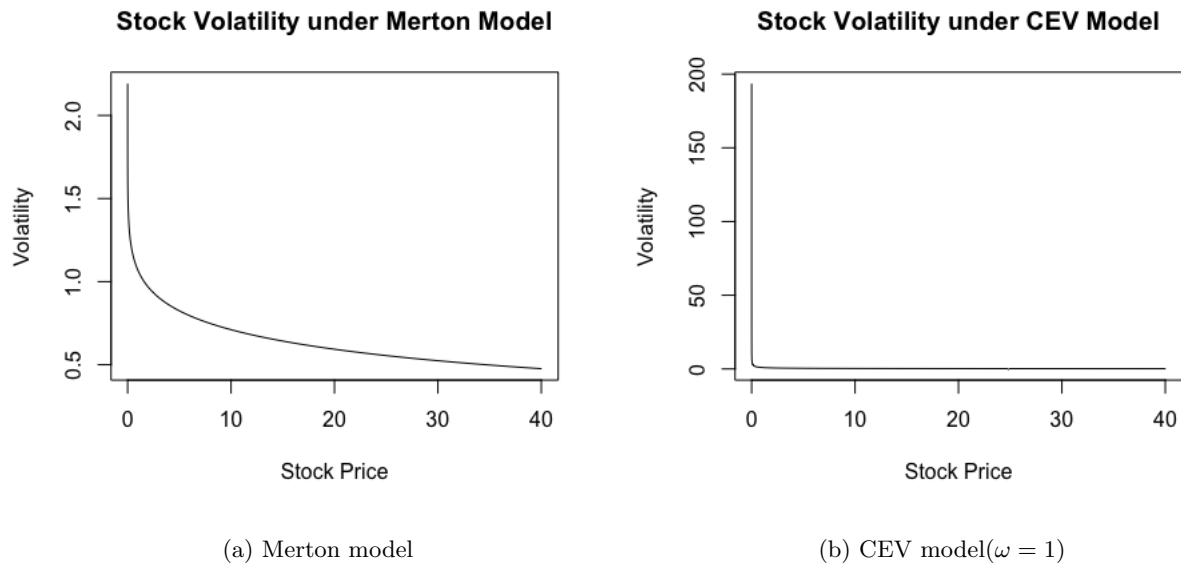 Stock Volatility under Merton Model
Volatility
0.5 1.0 1.5 2.0
0 10 20 30 40
Stock Price
(a) Merton model
Stock Volatility under CEV Model
Volatility
0 50 100 150 200
0 10 20 30 40
Stock Price
(b) CEV model(ω = 1)